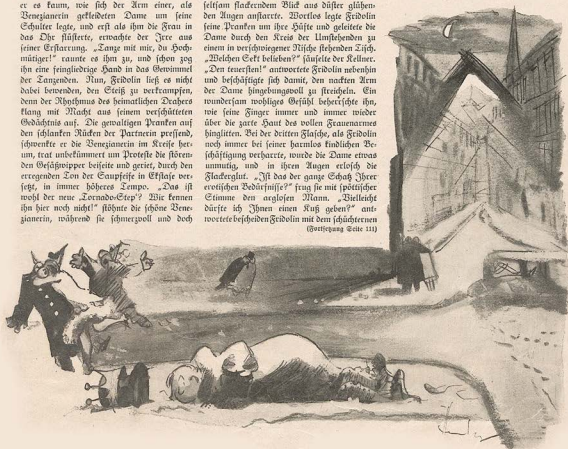 er es kaum, wie sich der Arm einer, als
Venezianerin gekleideten Dame um seine
Schulter legte, und erst als ihm die Frau in
das Ohr flüsterte, erwachte der Irre aus
seiner Erstarrung. „Tanze mit mir, du Hoch-
mütiger!“ raunte es ihm zu, und schon zog
ihn eine feingliedrige Hand in das Gewimmel
der Tanzenden. Nun, Fridolin ließ es nicht
dabei bewenden, den Steiß zu verkrampfen,
denn der Rhythmus des heimatlichen Drahers
klang mit Macht aus seinem verschütteten
Gedächtnis auf. Die gewaltigen Pranken auf
den schlanken Rücken der Partnerin pressend,
schwenkte er die Venezianerin im Kreise her-
um, trat unbekümmert um Proteste die stören-
den Gesäßwipper beiseite und geriet, durch den
erregenden Ton der Sampfeife in Ekstase ver-
setzt, in immer höheres Tempo. „Das ist
wohl der neue ‚Tornado-Step‘? Wir kennen
ihn hier noch nicht!“ stöhnte die schöne Vene-
zianerin, während sie schmerzvoll und doch
seltsam flackerndem Blick aus düster glühen-
den Augen anstarrte. Wortlos legte Fridolin
seine Pranken um ihre Hüfte und geleitete die
Dame durch den Kreis der Umstehenden zu
einem in verschwiegener Nische stehenden Tisch.
„Welchen Sekt belieben?“ säuselte der Kellner.
„Den teuersten!“ antwortete Fridolin nebenhin
und beschäftigte sich damit, den nackten Arm
der Dame hingebungsvoll zu streicheln. Ein
wundersam wohliges Gefühl beherrschte ihn,
wie seine Finger immer und immer wieder
über die zarte Haut des vollen Frauenarmes
hinglitten. Bei der dritten Flasche, als Fridolin
noch immer bei seiner harmlos kindlichen Be-
schäftigung verharrte, wurde die Dame etwas
unmutig, und in ihren Augen erlosch die
Flackerglut. „Ist das der ganze Schatz Ihrer
erotischen Bedürfnisse?“ frug sie mit spöttischer
Stimme den arglosen Mann. „Vielleicht
dürfte ich Ihnen einen Kuß geben?“ ant-
wortete bescheiden Fridolin mit dem schüchternen
(Fortsetzung Seite 111)